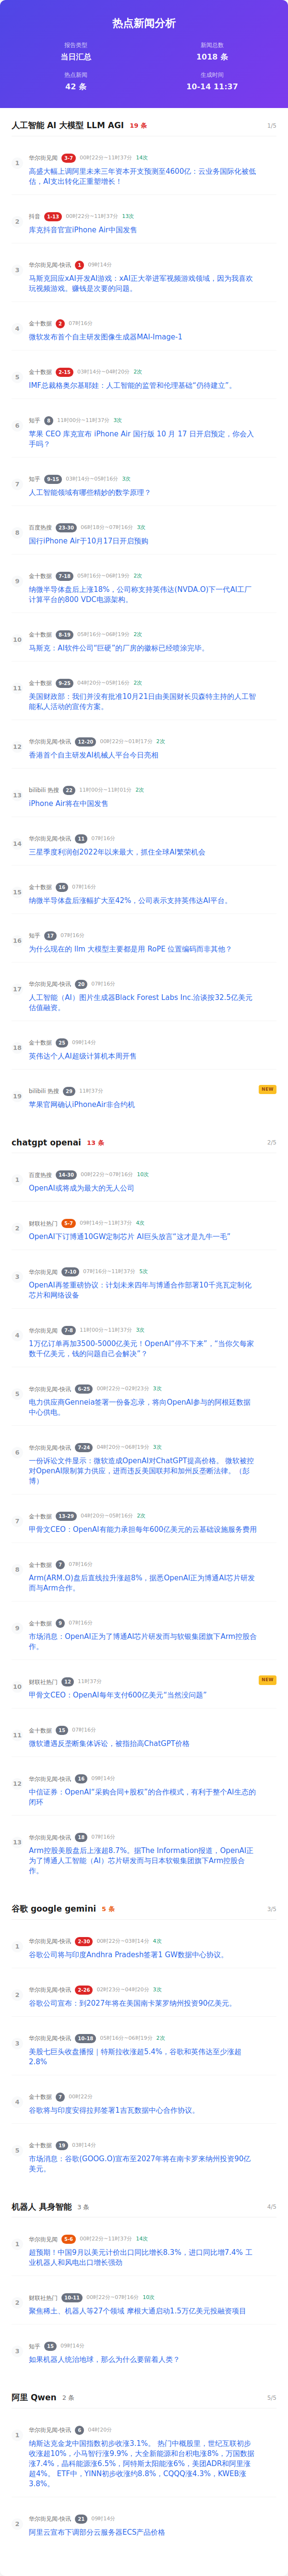 热点新闻分析
报告类型
当日汇总
新闻总数
1018 条
热点新闻
42 条
生成时间
10-14 11:37
人工智能 AI 大模型 LLM AGI 19 条 1/5
1
华尔街见闻 3-7 00时22分~11时37分 14次
高盛大幅上调阿里未来三年资本开支预测至4600亿：云业务国际化被低
估，AI支出转化正重塑增长！
2
抖音 1-13 00时22分~11时37分 13次
库克抖音官宣iPhone Air中国发售
3
华尔街见闻-快讯 1 09时14分
马斯克回应xAI开发AI游戏：xAI正大举进军视频游戏领域，因为我喜欢
玩视频游戏。赚钱是次要的问题。
4
金十数据 2 07时16分
微软发布首个自主研发图像生成器MAI-Image-1
5
金十数据 2-15 03时14分~04时20分 2次
IMF总裁格奥尔基耶娃：人工智能的监管和伦理基础“仍待建立”。
6
知乎 8 11时00分~11时37分 3次
苹果 CEO 库克宣布 iPhone Air 国行版 10 月 17 日开启预定，你会入
手吗？
7
知乎 9-15 03时14分~05时16分 3次
人工智能领域有哪些精妙的数学原理？
8
百度热搜 23-30 06时18分~07时16分 3次
国行iPhone Air于10月17日开启预购
9
金十数据 7-18 05时16分~06时19分 2次
纳微半导体盘后上涨18%，公司称支持英伟达(NVDA.O)下一代AI工厂
计算平台的800 VDC电源架构。
10
金十数据 8-19 05时16分~06时19分 2次
马斯克：AI软件公司“巨硬”的厂房的徽标已经喷涂完毕。
11
金十数据 9-25 04时20分~05时16分 2次
美国财政部：我们并没有批准10月21日由美国财长贝森特主持的人工智
能私人活动的宣传方案。
12
华尔街见闻-快讯 12-20 00时22分~01时17分 2次
香港首个自主研发AI机械人平台今日亮相
13
bilibili 热搜 22 11时00分~11时01分 2次
iPhone Air将在中国发售
14
华尔街见闻-快讯 11 07时16分
三星季度利润创2022年以来最大，抓住全球AI繁荣机会
15
金十数据 16 07时16分
纳微半导体盘后涨幅扩大至42%，公司表示支持英伟达AI平台。
16
知乎 17 07时16分
为什么现在的 llm 大模型主要都是用 RoPE 位置编码而非其他？
17
华尔街见闻-快讯 20 07时16分
人工智能（AI）图片生成器Black Forest Labs Inc.洽谈按32.5亿美元
估值融资。
18
金十数据 25 09时14分
英伟达个人AI超级计算机本周开售
19
bilibili 热搜 29 11时37分 NEW
苹果官网确认iPhoneAir非合约机
chatgpt openai 13 条 2/5
1
百度热搜 14-30 00时22分~07时16分 10次
OpenAI或将成为最大的无人公司
2
财联社热门 5-7 09时14分~11时37分 4次
OpenAI下订博通10GW定制芯片 AI巨头放言“这才是九牛一毛”
3
华尔街见闻 7-10 07时16分~11时37分 5次
OpenAI再签重磅协议：计划未来四年与博通合作部署10千兆瓦定制化
芯片和网络设备
4
华尔街见闻 7-8 11时00分~11时37分 3次
1万亿订单再加3500-5000亿美元！OpenAI“停不下来”，“当你欠每家
数千亿美元，钱的问题自己会解决”？
5
华尔街见闻-快讯 6-25 00时22分~02时23分 3次
电力供应商Genneia签署一份备忘录，将向OpenAI参与的阿根廷数据
中心供电。
6
华尔街见闻-快讯 7-24 04时20分~06时19分 3次
一份诉讼文件显示：微软造成OpenAI对ChatGPT提高价格。 微软被控
对OpenAI限制算力供应，进而违反美国联邦和加州反垄断法律。（彭
博）
7
金十数据 13-29 04时20分~05时16分 2次
甲骨文CEO：OpenAI有能力承担每年600亿美元的云基础设施服务费用
8
金十数据 7 07时16分
Arm(ARM.O)盘后直线拉升涨超8%，据悉OpenAI正为博通AI芯片研发
而与Arm合作。
9
金十数据 9 07时16分
市场消息：OpenAI正为了博通AI芯片研发而与软银集团旗下Arm控股合
作。
10
财联社热门 12 11时37分 NEW
甲骨文CEO：OpenAI每年支付600亿美元“当然没问题”
11
金十数据 15 07时16分
微软遭遇反垄断集体诉讼，被指抬高ChatGPT价格
12
华尔街见闻-快讯 16 09时14分
中信证券：OpenAI“采购合同+股权”的合作模式，有利于整个AI生态的
闭环
13
华尔街见闻-快讯 18 07时16分
Arm控股美股盘后上涨超8.7%。据The Information报道，OpenAI正
为了博通人工智能（AI）芯片研发而与日本软银集团旗下Arm控股合
作。
谷歌 google gemini 5 条 3/5
1
华尔街见闻-快讯 2-30 00时22分~03时14分 4次
谷歌公司将与印度Andhra Pradesh签署1 GW数据中心协议。
2
华尔街见闻-快讯 2-26 02时23分~04时20分 3次
谷歌公司宣布：到2027年将在美国南卡莱罗纳州投资90亿美元。
3
华尔街见闻-快讯 10-18 05时16分~06时19分 2次
美股七巨头收盘播报｜特斯拉收涨超5.4%，谷歌和英伟达至少涨超
2.8%
4
金十数据 7 00时22分
谷歌将与印度安得拉邦签署1吉瓦数据中心合作协议。
5
金十数据 19 03时14分
市场消息：谷歌(GOOG.O)宣布至2027年将在南卡罗来纳州投资90亿
美元。
机器人 具身智能 3 条 4/5
1
华尔街见闻 5-6 00时22分~11时37分 14次
超预期！中国9月以美元计价出口同比增长8.3%，进口同比增7.4% 工
业机器人和风电出口增长强劲
2
财联社热门 10-11 00时22分~07时16分 10次
聚焦稀土、机器人等27个领域 摩根大通启动1.5万亿美元投融资项目
3
知乎 15 09时14分
如果机器人统治地球，那么为什么要留着人类？
阿里 Qwen 2 条 5/5
1
华尔街见闻-快讯 6 04时20分
纳斯达克金龙中国指数初步收涨3.1%。 热门中概股里，世纪互联初步
收涨超10%，小马智行涨9.9%，大全新能源和台积电涨8%，万国数据
涨7.4%，晶科能源涨6.5%，阿特斯太阳能涨6%，美团ADR和阿里涨
超4%。 ETF中，YINN初步收涨约8.8%，CQQQ涨4.3%，KWEB涨
3.8%。
2
华尔街见闻-快讯 21 09时14分
阿里云宣布下调部分云服务器ECS产品价格